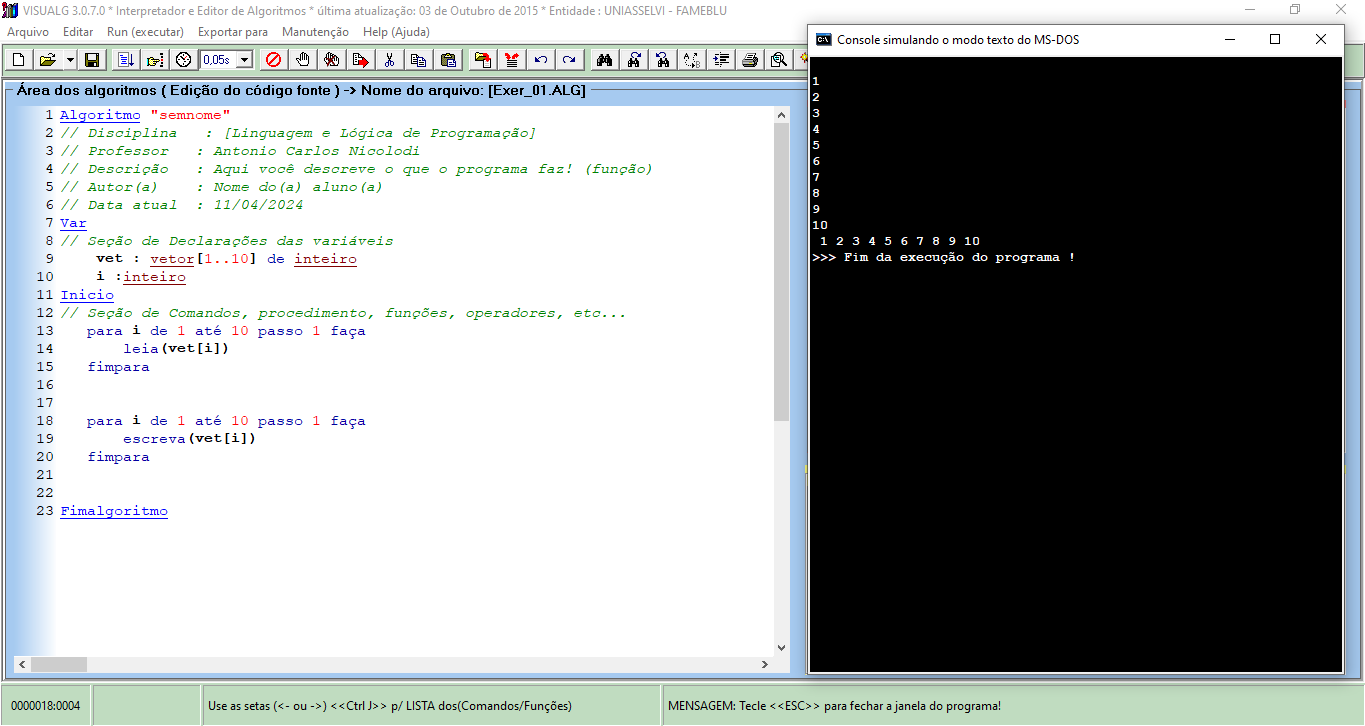 VISUALG 3.0.7.0 * Interpretador e Editor de Algoritmos * última atualização: 03 de Outubro de 2015 * Entidade : UNIASSELVI - FAMEBLU
Arquivo Editar Run (executar) Exportar para Manutenção Help (Ajuda)
0,05s
Área dos algoritmos ( Edição do código fonte ) -> Nome do arquivo: [Exer_01.ALG]
1 Algoritmo "semnome"
2 // Disciplina : [Linguagem e Lógica de Programação]
3 // Professor : Antonio Carlos Nicolodi
4 // Descrição : Aqui você descreve o que o programa faz! (função)
5 // Autor(a) : Nome do(a) aluno(a)
6 // Data atual : 11/04/2024
7 Var
8 // Seção de Declarações das variáveis
9 vet : vetor[1..10] de inteiro
10 i :inteiro
11 Inicio
12 // Seção de Comandos, procedimento, funções, operadores, etc...
13 para i de 1 até 10 passo 1 faça
14 leia(vet[i])
15 fimpara
16
17
18 para i de 1 até 10 passo 1 faça
19 escreva(vet[i])
20 fimpara
21
22
23 Fimalgoritmo
Console simulando o modo texto do MS-DOS
1
2
3
4
5
6
7
8
9
10
1 2 3 4 5 6 7 8 9 10
>>> Fim da execução do programa !
0000018:0004
Use as setas (<- ou ->) <<Ctrl J>> p/ LISTA dos(Comandos/Funções)
MENSAGEM: Tecle <<ESC>> para fechar a janela do programa!